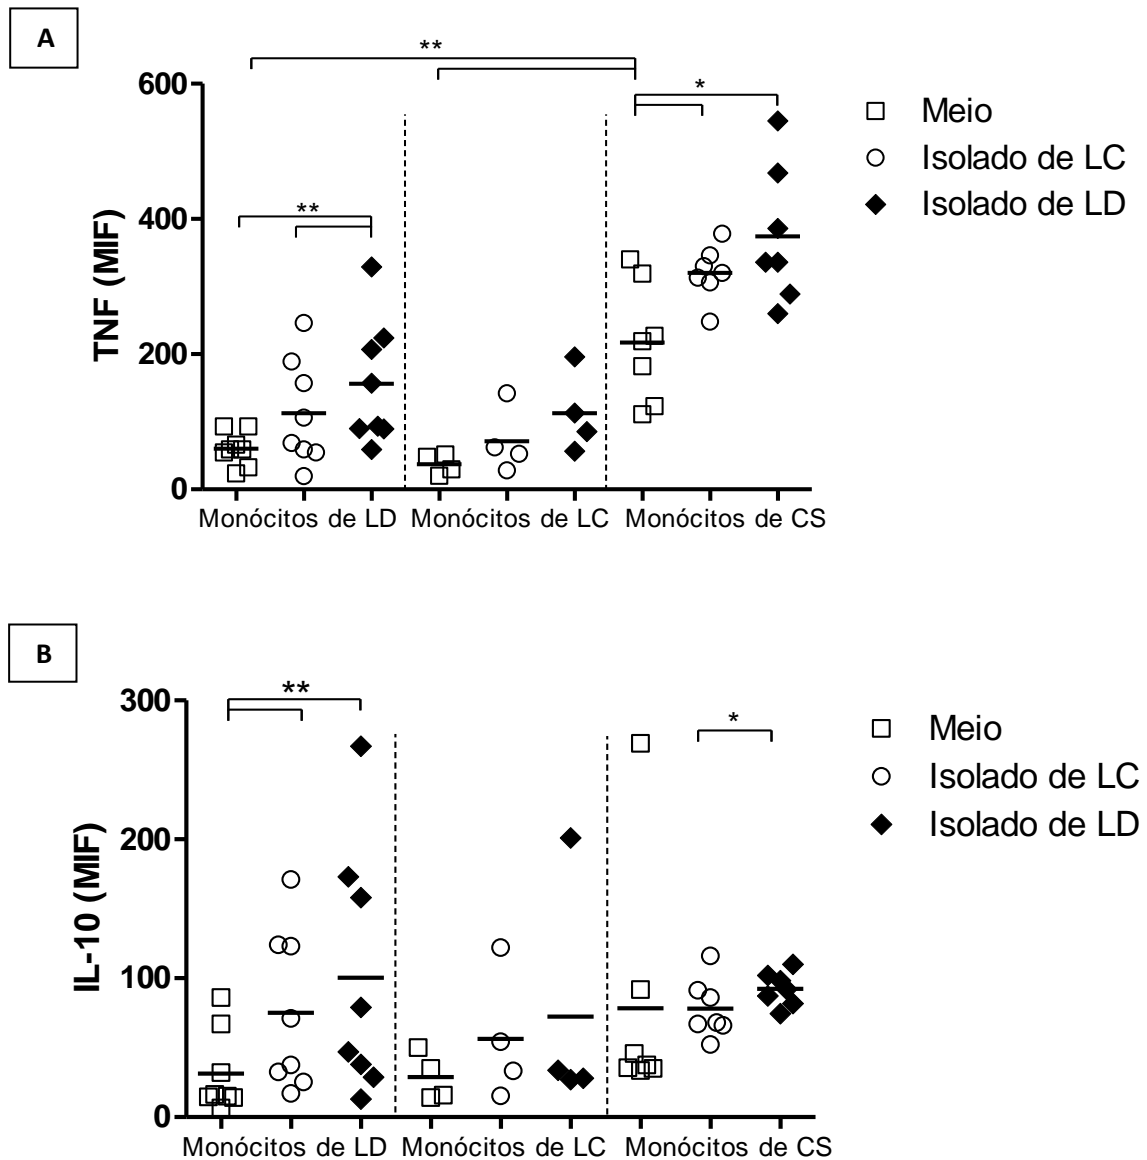 A
**
600
*
Meio
Isolado de LC
Isolado de LD
400
**
TNF (MIF)
200
0
Monócitos de LD
Monócitos de LC
Monócitos de CS
B
300
**
*
Meio
Isolado de LC
Isolado de LD
200
IL-10 (MIF)
100
0
Monócitos de LD
Monócitos de LC
Monócitos de CS